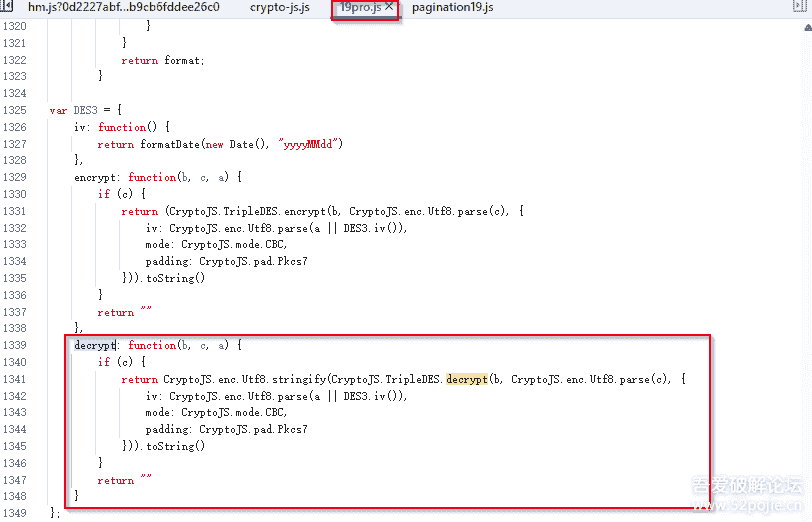 hm.js?0d2227abf...b9cb6fddee26c0 crypto-js.js 19pro.js × pagination19.js
1320 }
1321 }
1322 return format;
1323 }
1324
1325 var DES3 = {
1326 iv: function() {
1327 return formatDate(new Date(), "yyyyMMdd")
1328 },
1329 encrypt: function(b, c, a) {
1330 if (c) {
1331 return (CryptoJS.TripleDES.encrypt(b, CryptoJS.enc.Utf8.parse(c), {
1332 iv: CryptoJS.enc.Utf8.parse(a || DES3.iv()),
1333 mode: CryptoJS.mode.CBC,
1334 padding: CryptoJS.pad.Pkcs7
1335 })).toString()
1336 }
1337 return ""
1338 },
1339 decrypt: function(b, c, a) {
1340 if (c) {
1341 return CryptoJS.enc.Utf8.stringify(CryptoJS.TripleDES.decrypt(b, CryptoJS.enc.Utf8.parse(c), {
1342 iv: CryptoJS.enc.Utf8.parse(a || DES3.iv()),
1343 mode: CryptoJS.mode.CBC,
1344 padding: CryptoJS.pad.Pkcs7
1345 })).toString()
1346 }
1347 return ""
1348 }
1349 };
吾爱破解论坛
www.52pojie.cn